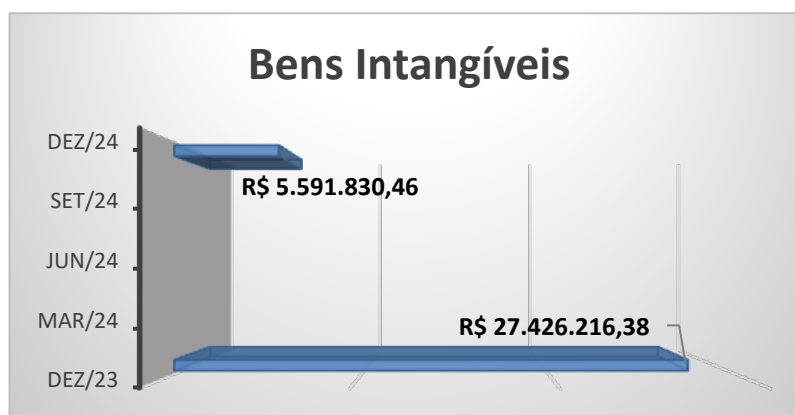 Bens Intangíveis
DEZ/24
R$ 5.591.830,46
SET/24
JUN/24
MAR/24
R$ 27.426.216,38
DEZ/23